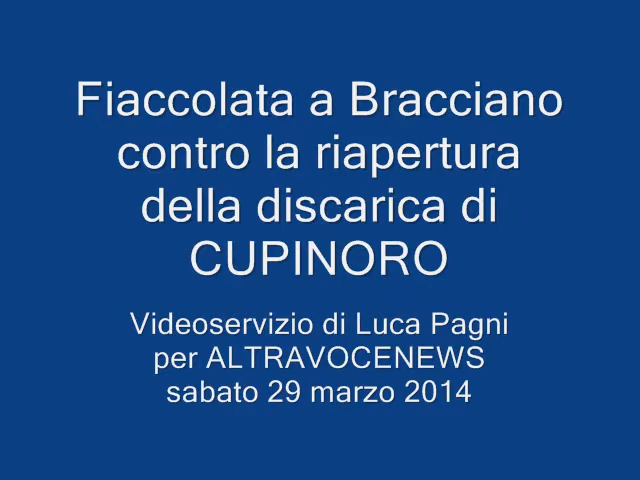 Fiaccolata a Bracciano
contro la riapertura
della discarica di
CUPINORO
Videoservizio di Luca Pagni
per ALTRAVOCENEWS
sabato 29 marzo 2014